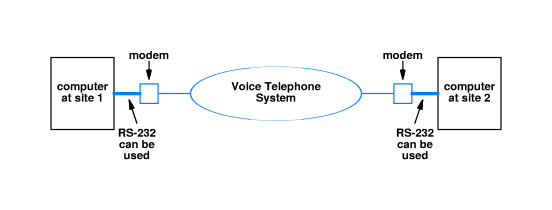 modem
modem
computer
at site 1
Voice Telephone
System
computer
at site 2
RS-232
can be
used
RS-232
can be
used